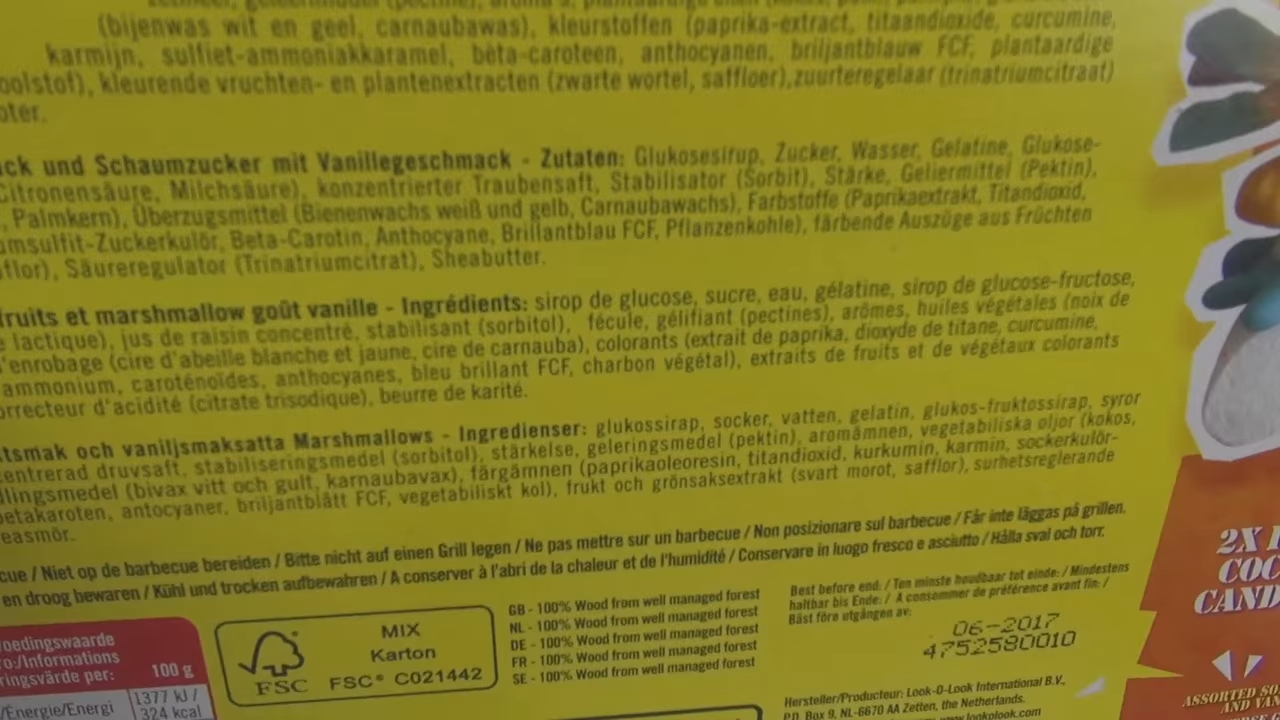 (bijenwas wit en geel, carnaubawas), kleurstoffen (paprika-extract, titaandioxide, curcumine,
karmijn, sulfiet-ammoniakkaramel, bèta-caroteen, anthocyanen, briljantblauw FCF, plantaardige
oolstof), kleurende vruchten- en plantenextracten (zwarte wortel, saffloer),zuurteregelaar (trinatriumcitraat)
oter.
ck und Schaumzucker mit Vanillegeschmack - Zutaten: Glukosesirup, Zucker, Wasser, Gelatine, Glukose-
Citronensäure, Milchsäure), konzentrierter Traubensaft, Stabilisator (Sorbit), Stärke, Geliermittel (Pektin),
, Palmkern), Überzugsmittel (Bienenwachs weiß und gelb, Carnaubawachs), Farbstoffe (Paprikaextrakt, Titandioxid,
omsulfit-Zuckerkulör, Beta-Carotin, Anthocyane, Brillantblau FCF, Pflanzenkohle), färbende Auszüge aus Früchten
flor), Säureregulator (Trinatriumcitrat), Sheabutter.
fruits et marshmallow goût vanille - Ingrédients: sirop de glucose, sucre, eau, gélatine, sirop de glucose-fructose,
e lactique), jus de raisin concentré, stabilisant (sorbitol), fécule, gélifiant (pectines), arômes, huiles végétales (noix de
'enrobage (cire d'abeille blanche et jaune, cire de carnauba), colorants (extrait de paprika, dioxyde de titane, curcumine,
ammonium, caroténoïdes, anthocyanes, bleu brillant FCF, charbon végétal), extraits de fruits et de végétaux colorants
orrecteur d'acidité (citrate trisodique), beurre de karité.
tsmak och vaniljsmaksatta Marshmallows - Ingredienser: glukossirap, socker, vatten, gelatin, glukos-fruktossirap, syror
entrerad druvsaft, stabiliseringsmedel (sorbitol), stärkelse, geleringsmedel (pektin), aromämnen, vegetabiliska oljor (kokos,
dlingsmedel (bivax vitt och gult, karnaubavax), färgämnen (paprikaoleoresin, titandioxid, kurkumin, karmin, sockerkulör-
betakaroten, antocyaner, briljantblått FCF, vegetabiliskt kol), frukt och grönsaksextrakt (svart morot, safflor), surhetsreglerande
easmör.
cue / Niet op de barbecue bereiden / Bitte nicht auf einen Grill legen / Ne pas mettre sur un barbecue / Non posizionare sul barbecue / Får inte läggas på grillen.
en droog bewaren / Kühl und trocken aufbewahren / A conserver à l'abri de la chaleur et de l'humidité / Conservare in luogo fresco e asciutto / Hålla sval och torr.
voedingswaarde
ro:/Informations
ringsvärde per: 100 g
/Energie/Energi 1377 kJ /
324 kcal
FSC
MIX
Karton
FSC® C021442
GB - 100% Wood from well managed forest
NL - 100% Wood from well managed forest
DE - 100% Wood from well managed forest
FR - 100% Wood from well managed forest
SE - 100% Wood from well managed forest
Best before end: / Ten minste houdbaar tot einde: / Mindestens
haltbar bis Ende: / A consommer de préférence avant fin: /
Bäst före utgången av:
06-2017
4752580010
Hersteller/Producteur: Look-O-Look International B.V.,
P.O. Box 9, NL-6670 AA Zetten, the Netherlands.
www.lookolook.com
2X
COC
CAND
ASSORTED SO
AND VAN